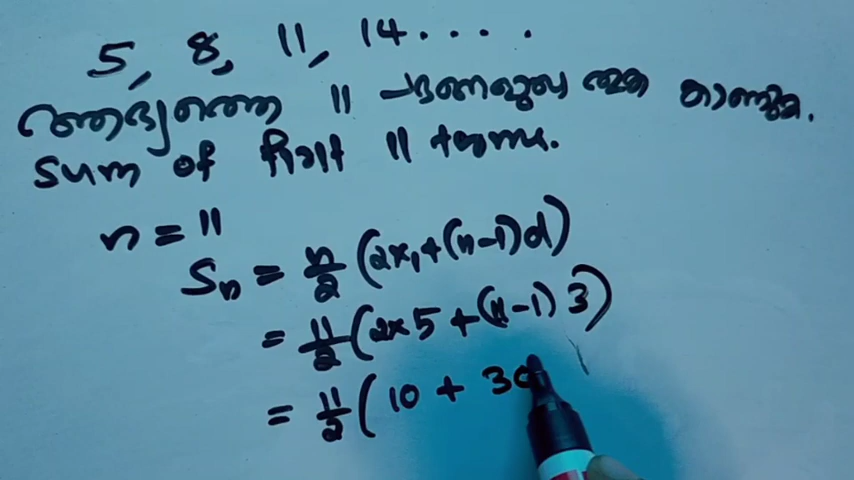 5, 8, 11, 14 . . . .
ആദ്യത്തെ 11 പദങ്ങളുടെ തുക കാണുക.
Sum of first 11 terms.
n = 11
Sₙ = n/2 (2x₁+(n-1)d)
= 11/2 (2×5+(11-1)3)
= 11/2 (10 + 30